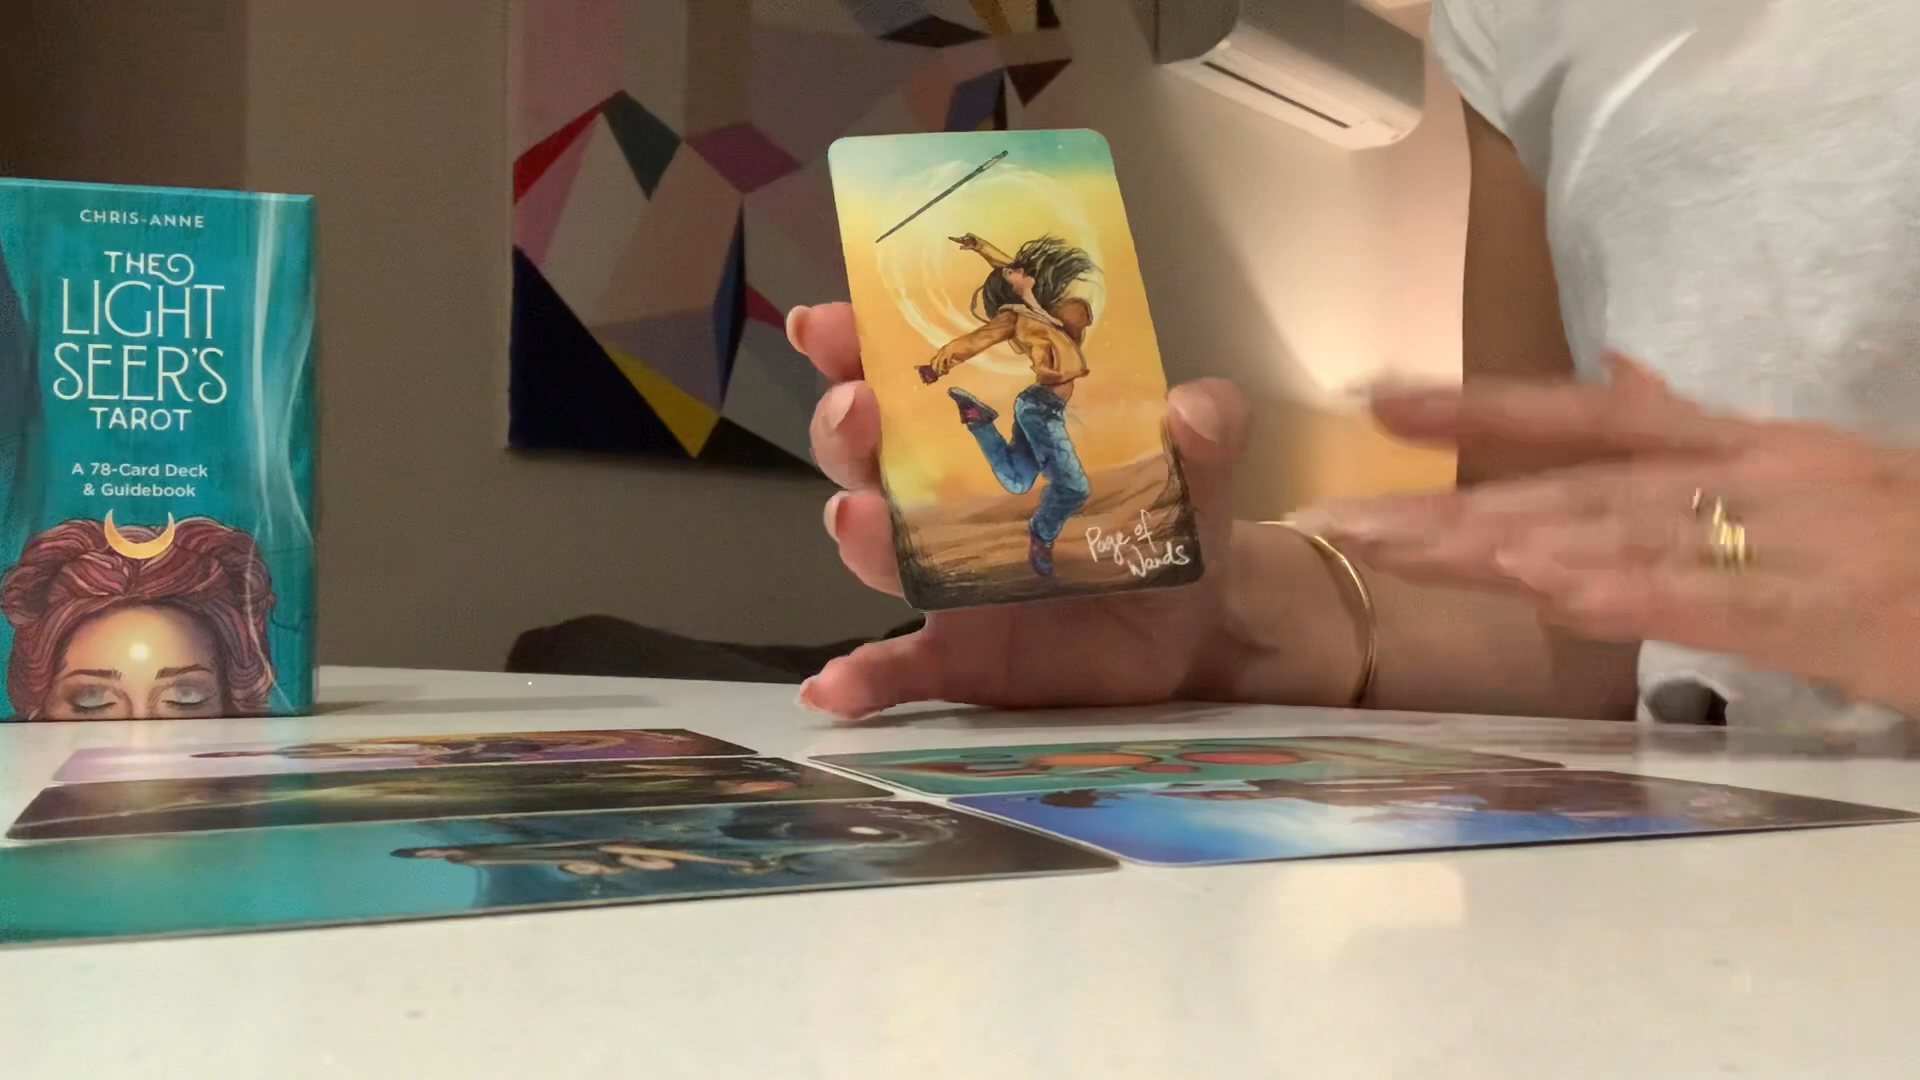 CHRIS-ANNE
THE
LIGHT
SEER'S
TAROT
A 78-Card Deck
& Guidebook
Page of
Wands